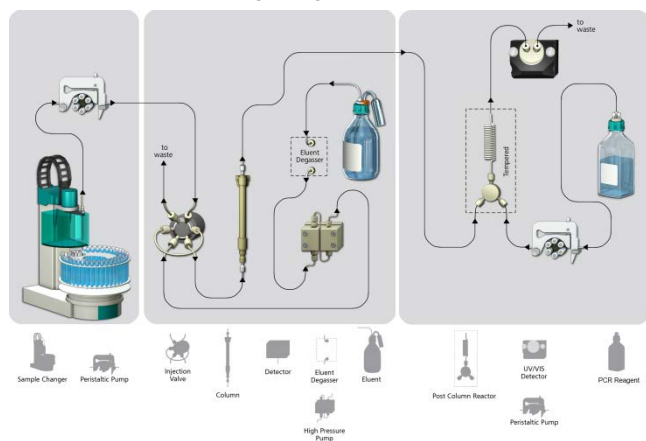 to
waste
to
waste
Eluent
Degasser
Tempered
Sample Changer
Peristaltic Pump
Injection
Valve
Column
Detector
Eluent
Degasser
High Pressure
Pump
Eluent
Post Column Reactor
UV/VIS
Detector
Peristaltic Pump
PCR Reagent